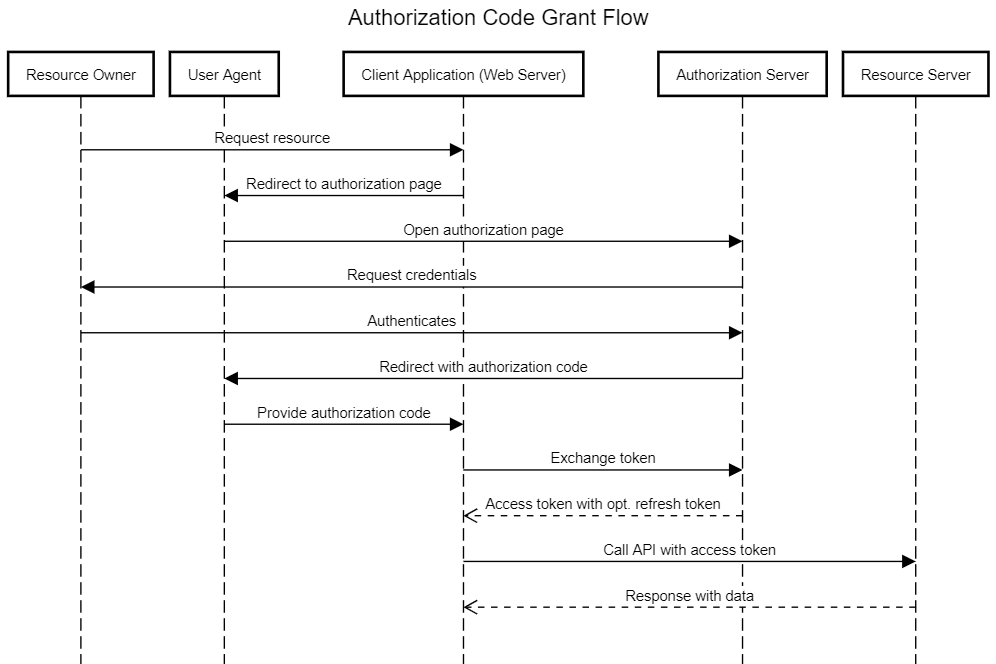 Authorization Code Grant Flow
Resource Owner
User Agent
Client Application (Web Server)
Authorization Server
Resource Server
Request resource
Redirect to authorization page
Open authorization page
Request credentials
Authenticates
Redirect with authorization code
Provide authorization code
Exchange token
Access token with opt. refresh token
Call API with access token
Response with data